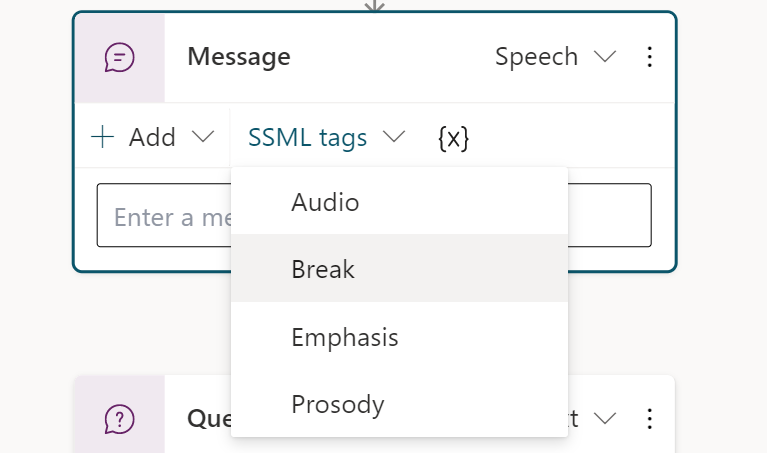 Message Speech
+ Add SSML tags {x}
Enter a me
Audio
Break
Emphasis
Prosody
Que t